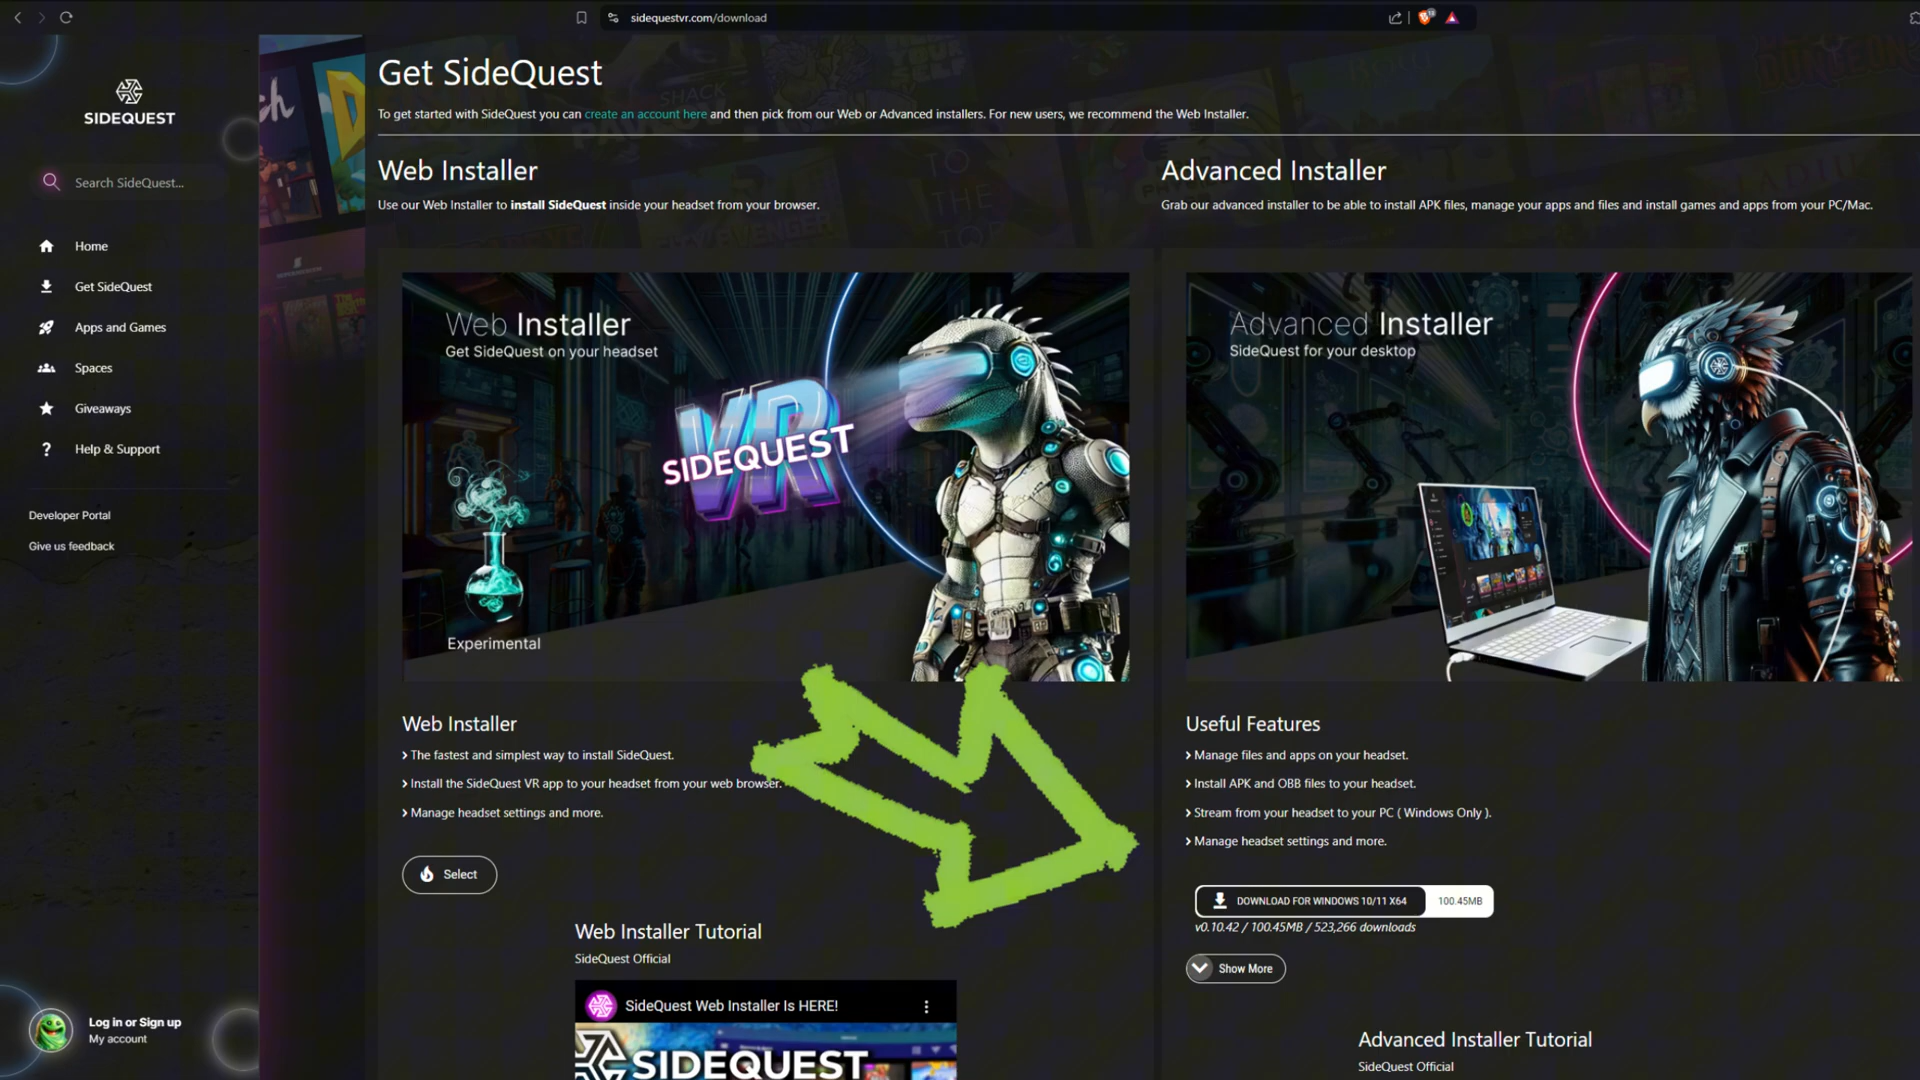 sidequestvr.com/download
SIDEQUEST
Search SideQuest...
Home
Get SideQuest
Apps and Games
Spaces
Giveaways
Help & Support
Developer Portal
Give us feedback
Log in or Sign up
My account
Get SideQuest
To get started with SideQuest you can create an account here and then pick from our Web or Advanced installers. For new users, we recommend the Web Installer.
Web Installer
Use our Web Installer to install SideQuest inside your headset from your browser.
Web Installer
Get SideQuest on your headset
VR
SIDEQUEST
Experimental
Web Installer
› The fastest and simplest way to install SideQuest.
› Install the SideQuest VR app to your headset from your web browser.
› Manage headset settings and more.
Select
Web Installer Tutorial
SideQuest Official
SideQuest Web Installer Is HERE!
SIDEQUEST
Advanced Installer
Grab our advanced installer to be able to install APK files, manage your apps and files and install games and apps from your PC/Mac.
Advanced Installer
SideQuest for your desktop
Useful Features
› Manage files and apps on your headset.
› Install APK and OBB files to your headset.
› Stream from your headset to your PC ( Windows Only ).
› Manage headset settings and more.
DOWNLOAD FOR WINDOWS 10/11 X64 100.45MB
v0.10.42 / 100.45MB / 523,266 downloads
Show More
Advanced Installer Tutorial
SideQuest Official